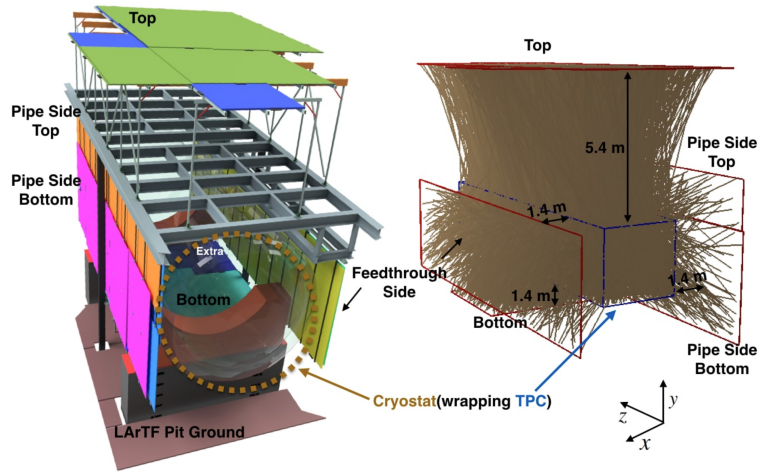 Top
Pipe Side
Top
Pipe Side
Bottom
Extra
Bottom
Feedthrough
Side
Cryostat(wrapping TPC)
LArTF Pit Ground
Top
5.4 m
Pipe Side
Top
1.4 m
1.4 m
1.4 m
Bottom
Pipe Side
Bottom
y
z
x